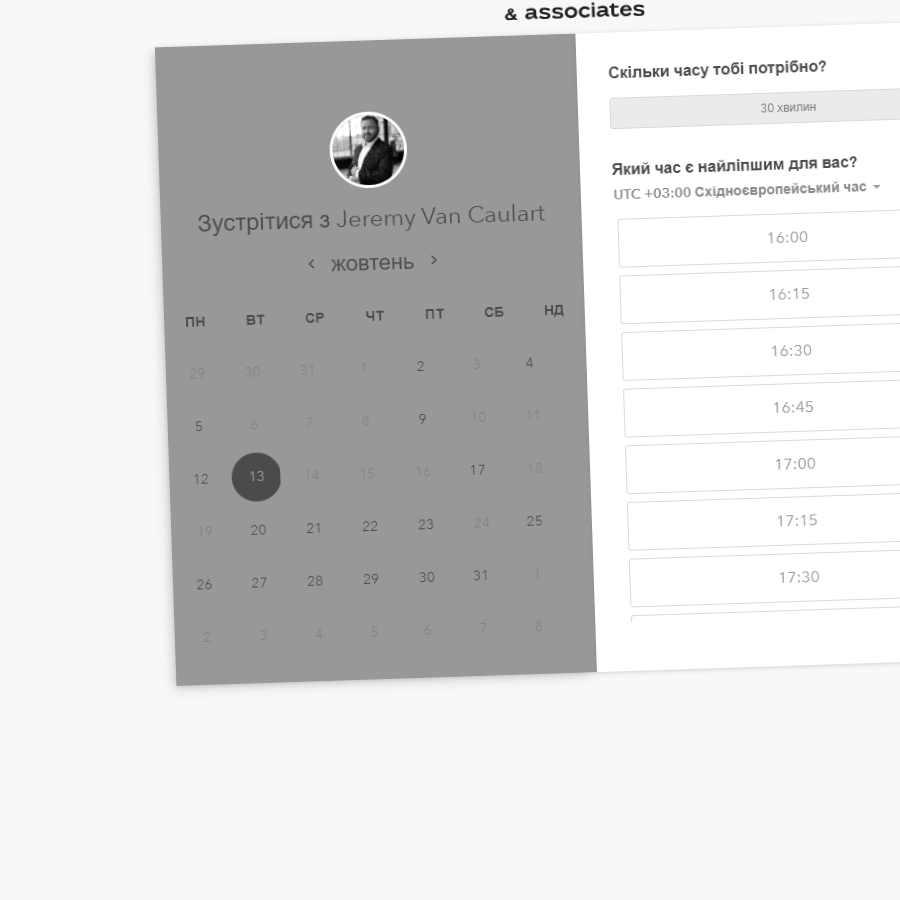 & associates
Зустрітися з Jeremy Van Caulart
‹ жовтень ›
ПН ВТ СР ЧТ ПТ СБ НД
29 30 31 1 2 3 4
5 6 7 8 9 10 11
12 13 14 15 16 17 18
19 20 21 22 23 24 25
26 27 28 29 30 31 1
2 3 4 5 6 7 8
Скільки часу тобі потрібно?
30 хвилин
Який час є найліпшим для вас?
UTC +03:00 Східноєвропейський час
16:00
16:15
16:30
16:45
17:00
17:15
17:30